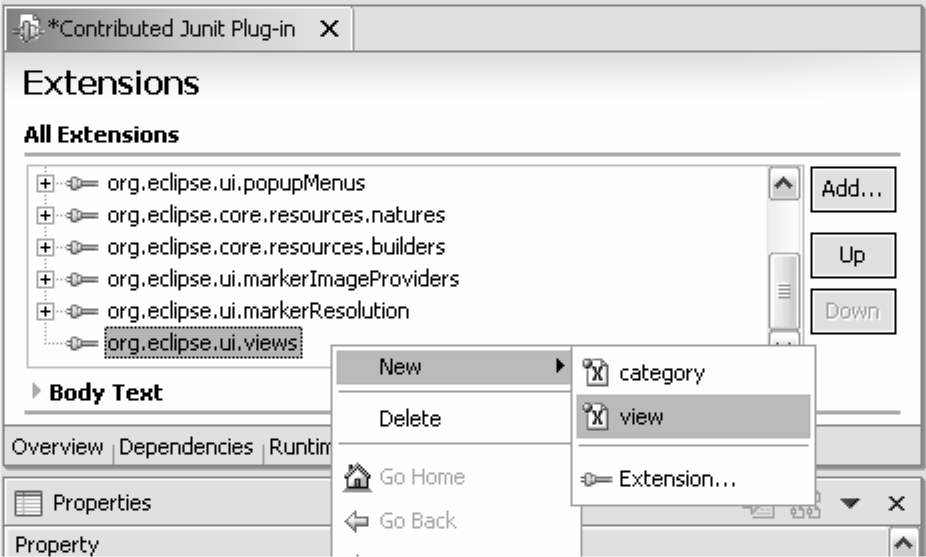 *Contributed Junit Plug-in
Extensions
All Extensions
org.eclipse.ui.popupMenus
org.eclipse.core.resources.natures
org.eclipse.core.resources.builders
org.eclipse.ui.markerImageProviders
org.eclipse.ui.markerResolution
org.eclipse.ui.views
Add...
Up
Down
New
Delete
Go Home
Go Back
category
view
Extension...
Body Text
Overview Dependencies Runtim
Properties
Property